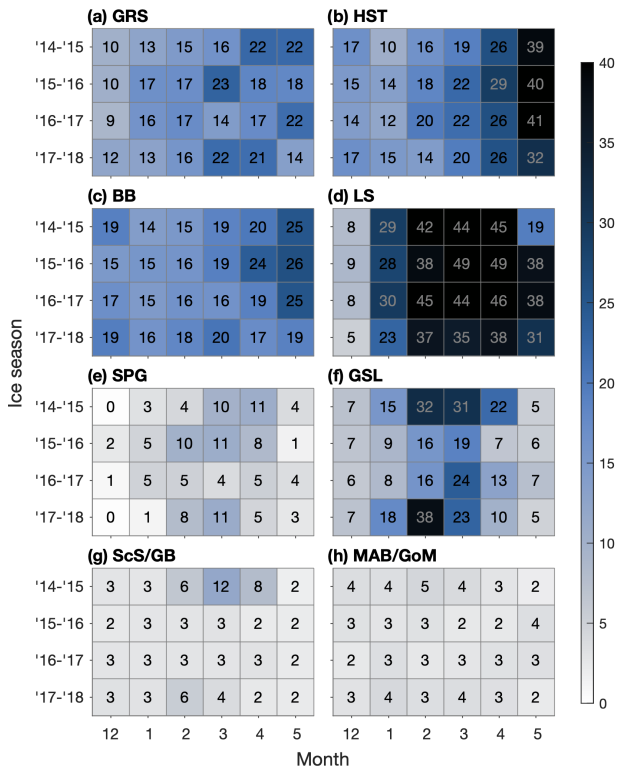 (a) GRS
(b) HST
'14-'15 10 13 15 16 22 22 17 10 16 19 26 39
'15-'16 10 17 17 23 18 18 15 14 18 22 29 40
'16-'17 9 16 17 14 17 22 14 12 20 22 26 41
'17-'18 12 13 16 22 21 14 17 15 14 20 26 32
(c) BB
(d) LS
'14-'15 19 14 15 19 20 25 8 29 42 44 45 19
'15-'16 15 15 16 19 24 26 9 28 38 49 49 38
'16-'17 17 15 16 16 19 25 8 30 45 44 46 38
'17-'18 19 16 18 20 17 19 5 23 37 35 38 31
(e) SPG
(f) GSL
'14-'15 0 3 4 10 11 4 7 15 32 31 22 5
'15-'16 2 5 10 11 8 1 7 9 16 19 7 6
'16-'17 1 5 5 4 5 4 6 8 16 24 13 7
'17-'18 0 1 8 11 5 3 7 18 38 23 10 5
(g) ScS/GB
(h) MAB/GoM
'14-'15 3 3 6 12 8 2 4 4 5 4 3 2
'15-'16 2 3 3 3 2 2 3 3 3 2 2 4
'16-'17 3 3 3 3 3 2 2 3 3 3 3 3
'17-'18 3 3 6 4 2 2 3 4 3 4 3 2
12 1 2 3 4 5 12 1 2 3 4 5
Month
Ice season
40
35
30
25
20
15
10
5
0